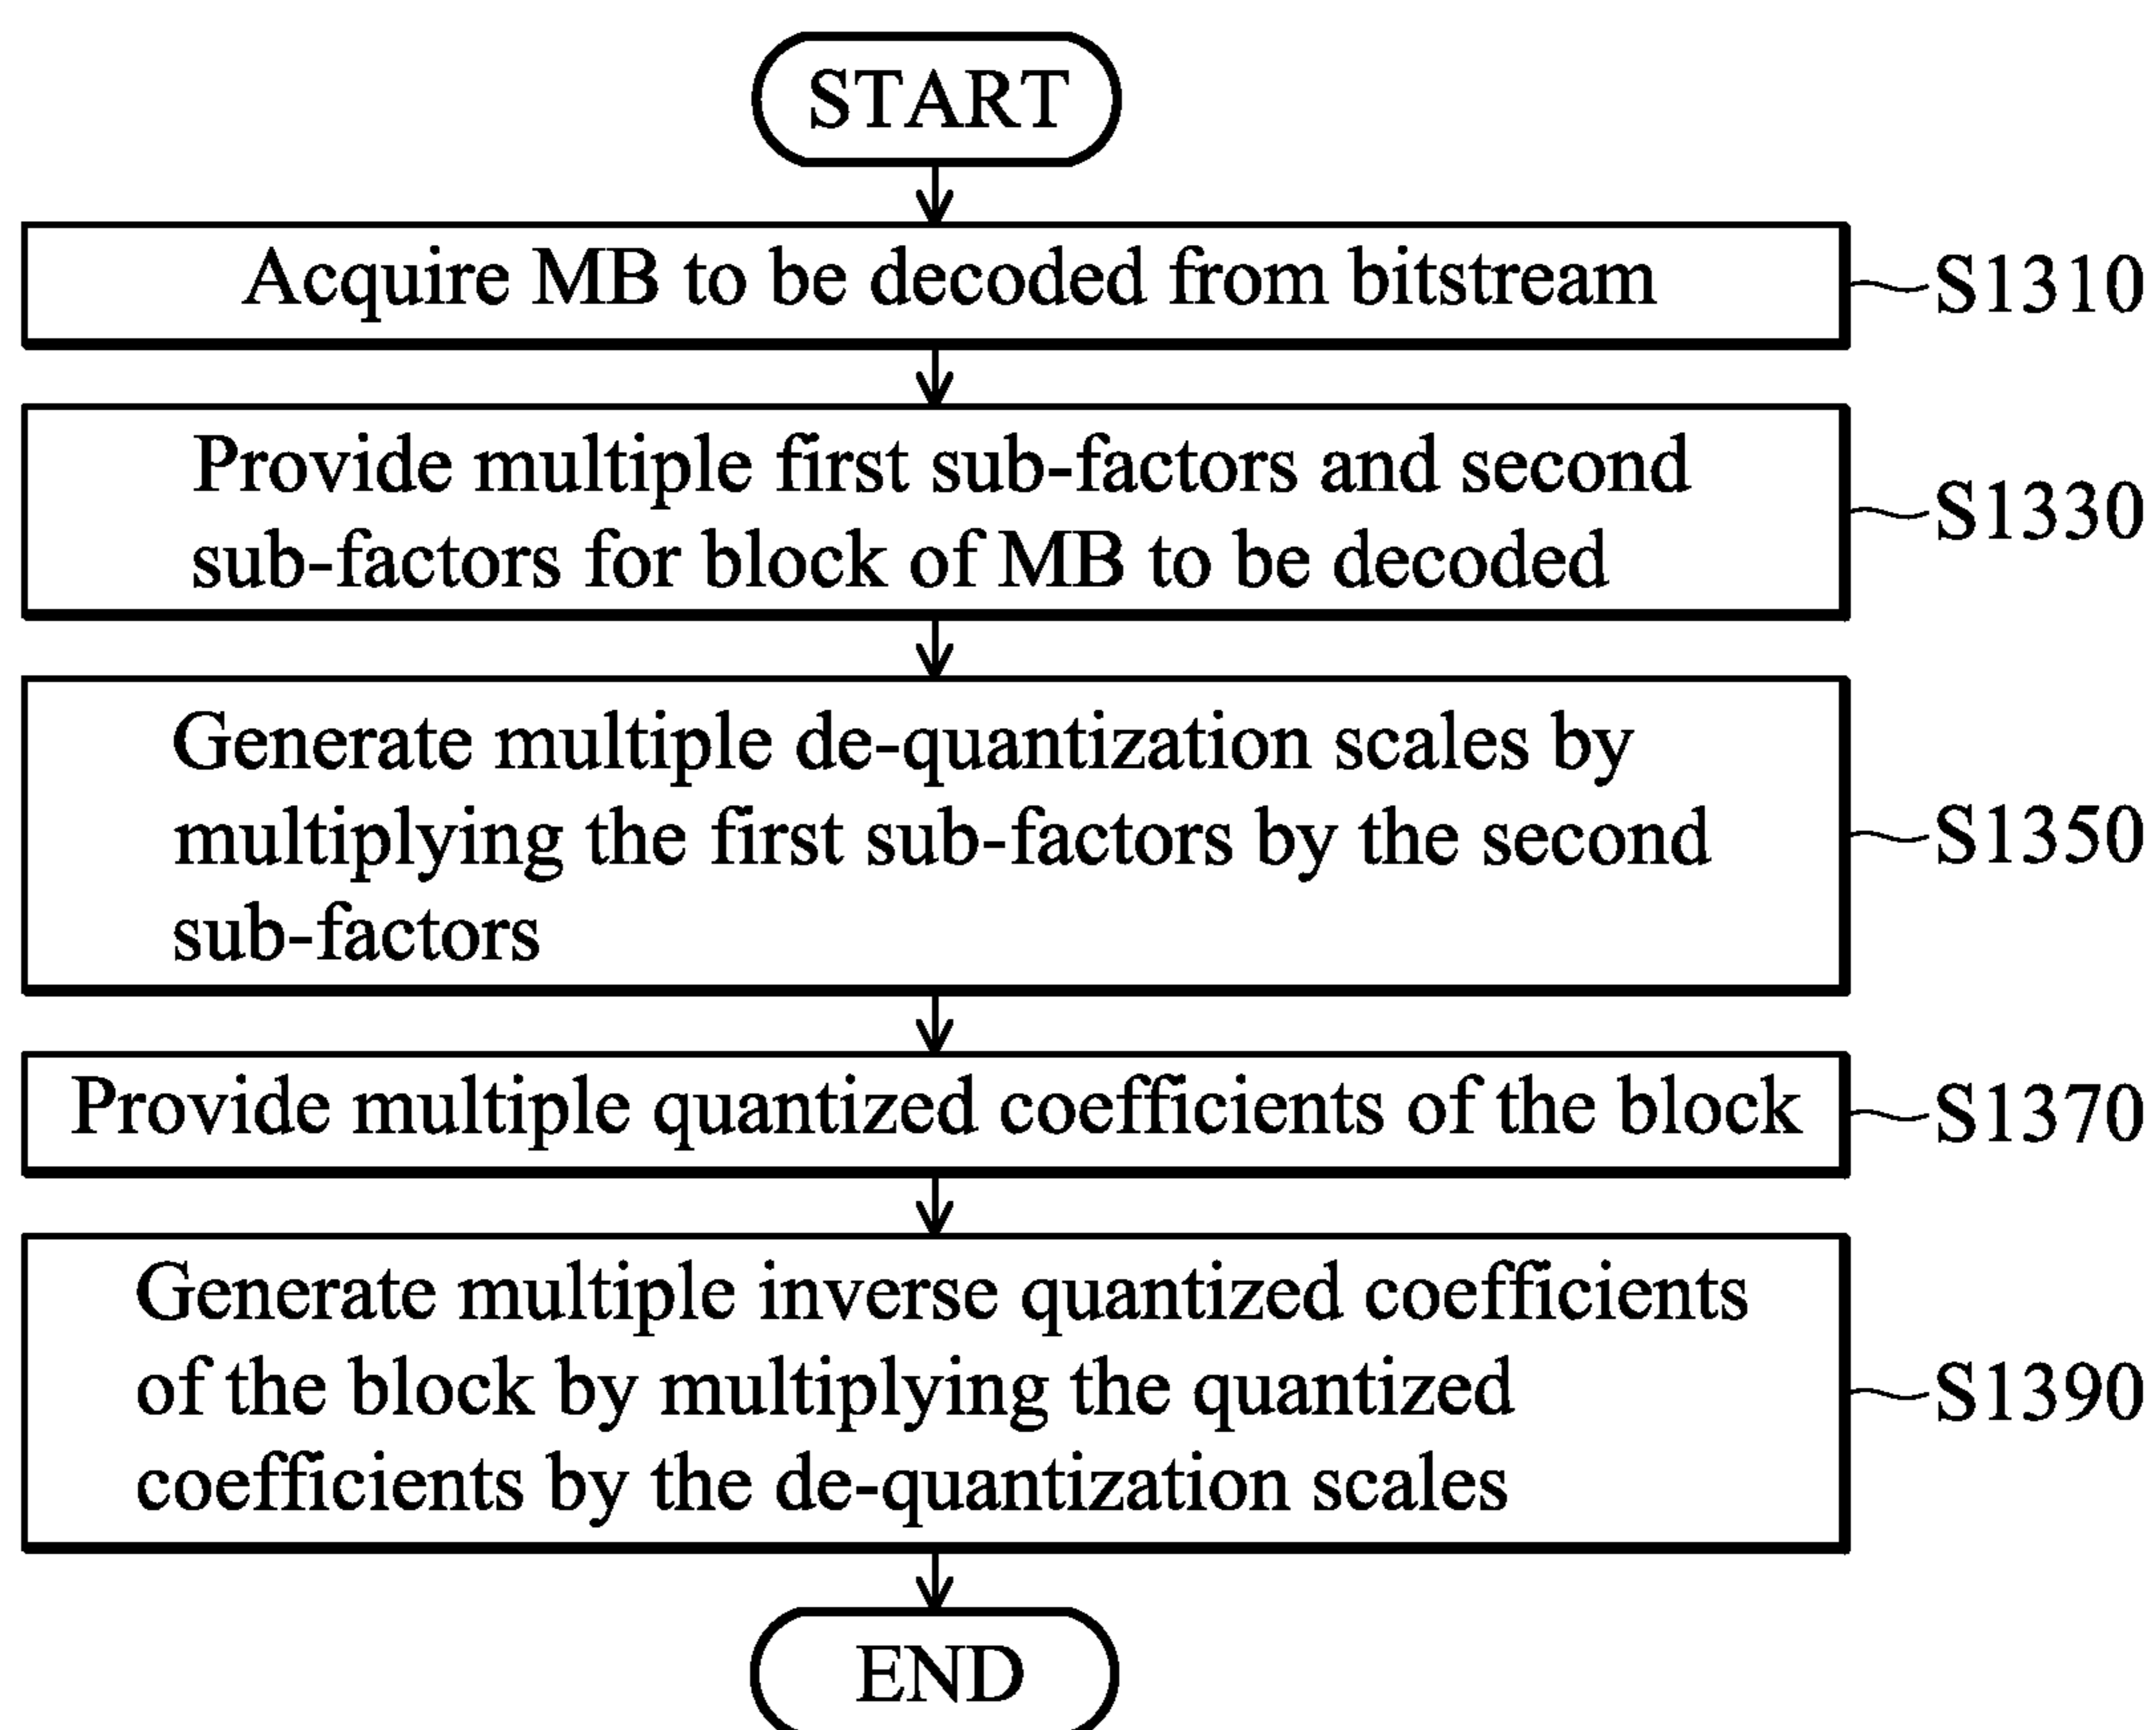 START
Acquire MB to be decoded from bitstream
S1310
Provide multiple first sub-factors and second
sub-factors for block of MB to be decoded
S1330
Generate multiple de-quantization scales by
multiplying the first sub-factors by the second
sub-factors
S1350
Provide multiple quantized coefficients of the block
S1370
Generate multiple inverse quantized coefficients
of the block by multiplying the quantized
coefficients by the de-quantization scales
S1390
END